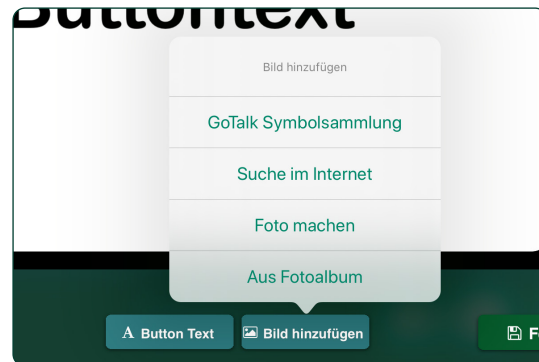 Buttontext
Bild hinzufügen
GoTalk Symbolsammlung
Suche im Internet
Foto machen
Aus Fotoalbum
A Button Text
Bild hinzufügen